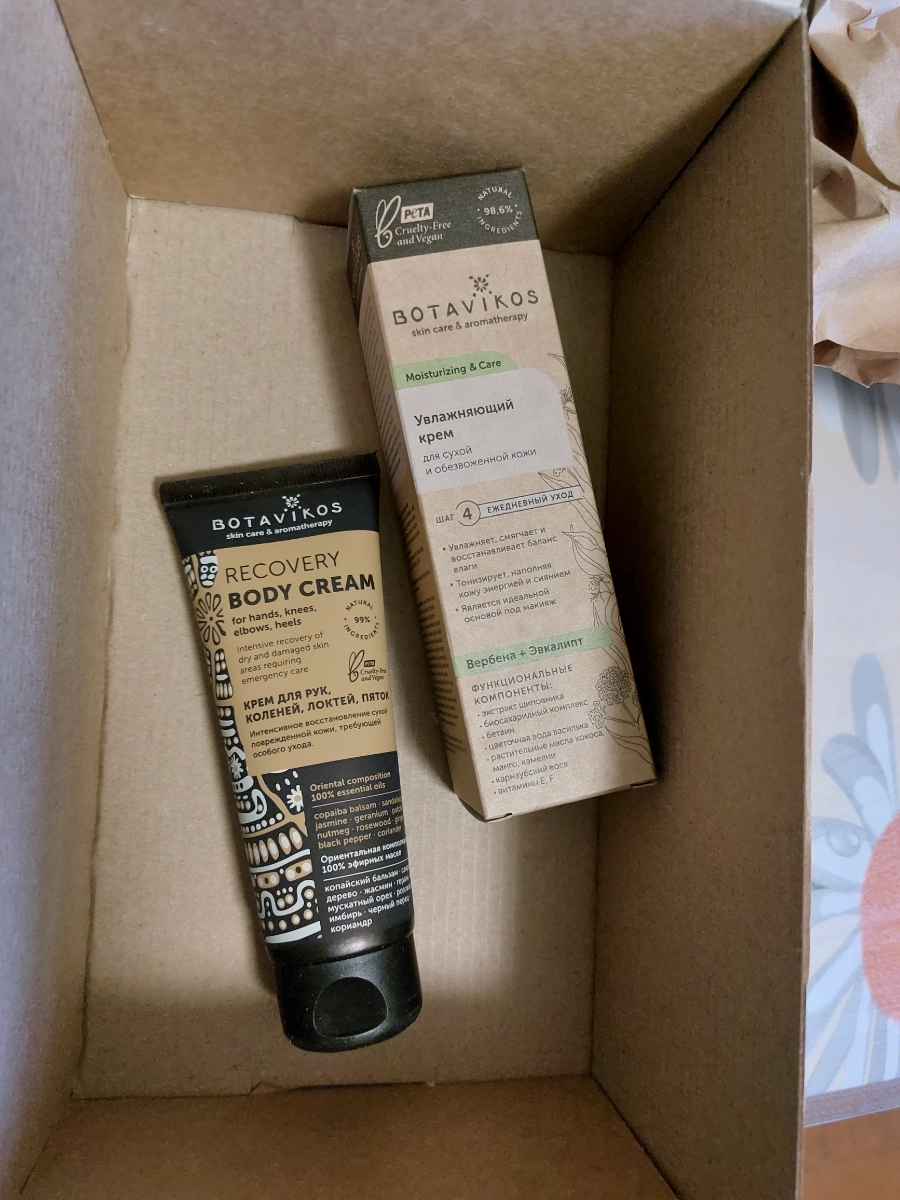 PETA
Cruelty-Free
and Vegan
NATURAL
98,6%
INGREDIENTS
BOTAVIKOS
skin care & aromatherapy
Moisturizing & Care
Увлажняющий
крем
для сухой
и обезвоженной кожи
ШАГ 4 ЕЖЕДНЕВНЫЙ УХОД
• Увлажняет, смягчает и
восстанавливает баланс
влаги
• Тонизирует, наполняя
кожу энергией и сиянием
• Является идеальной
основой под макияж
Вербена + Эвкалипт
ФУНКЦИОНАЛЬНЫЕ
КОМПОНЕНТЫ:
• экстракт шиповника
• биосахаридный комплекс
• бетаин
• цветочная вода василька
• растительные масла кокоса,
манго, камелии
• карнаубский воск
• витамины E, F
BOTAVIKOS
skin care & aromatherapy
RECOVERY
BODY CREAM
for hands, knees,
elbows, heels
NATURAL
99%
INGREDIENTS
Intensive recovery of
dry and damaged skin
areas requiring
emergency care
PETA
Cruelty-Free
and Vegan
КРЕМ ДЛЯ РУК,
КОЛЕНЕЙ, ЛОКТЕЙ, ПЯТОК
Интенсивное восстановление сухой
поврежденной кожи, требующей
особого ухода.
Oriental composition
100% essential oils
copaiba balsam ·
jasmine · geranium ·
nutmeg · rosewood ·
black pepper · coriander
Ориентальная
100% эфирных масел
копайский бальзам ·
дерево · жасмин ·
мускатный орех ·
имбирь · черный перец
кориандр